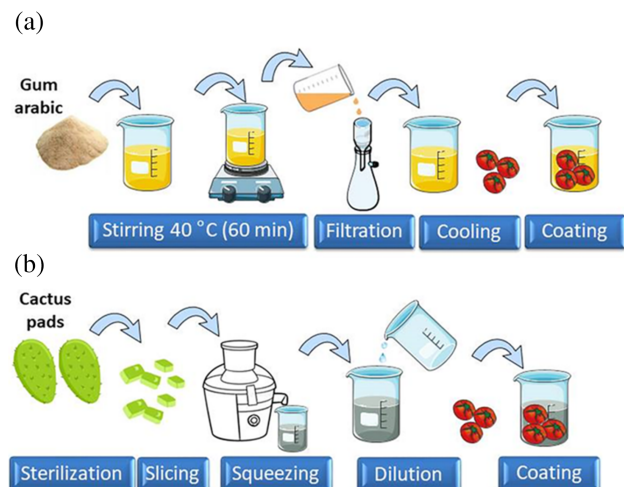 (a)
Gum
arabic
Stirring 40 °C (60 min)
Filtration
Cooling
Coating
(b)
Cactus
pads
Sterilization
Slicing
Squeezing
Dilution
Coating